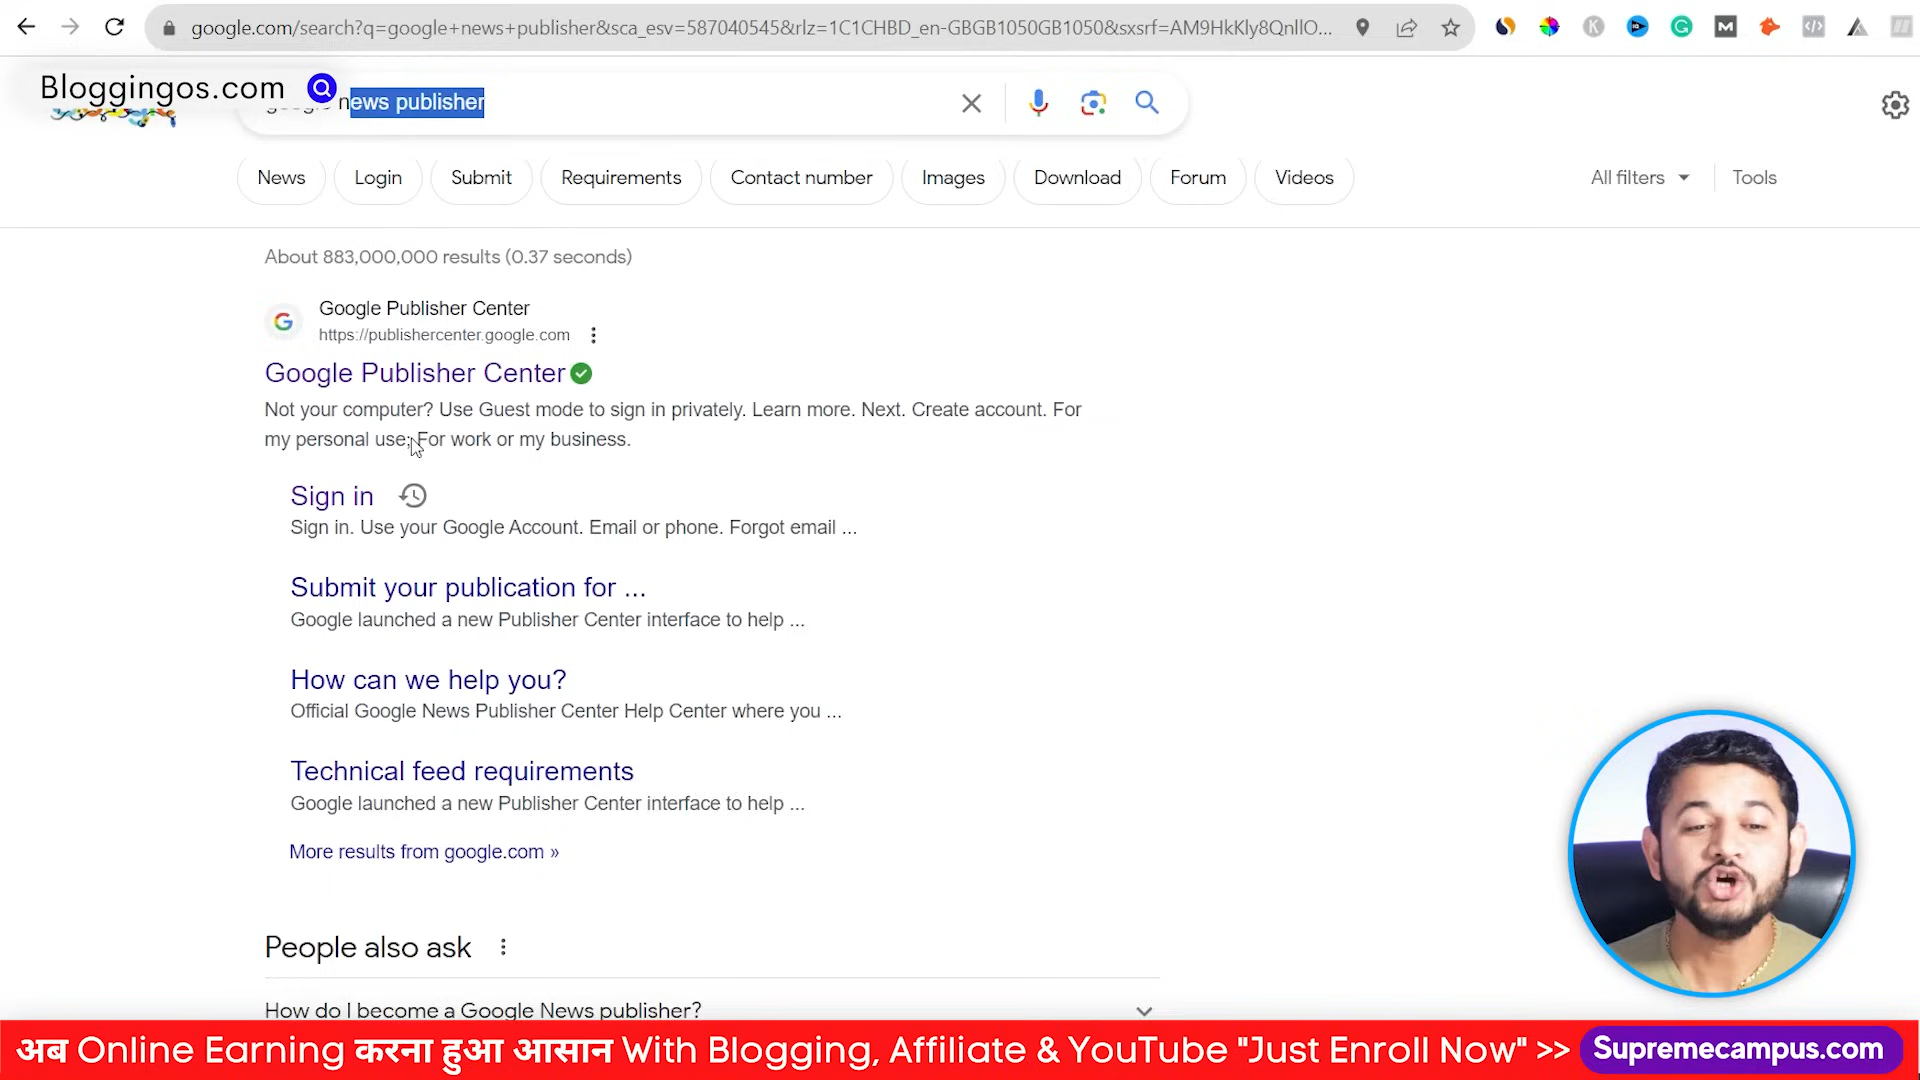 google.com/search?q=google+news+publisher&sca_esv=587040545&rlz=1C1CHBD_en-GBGB1050GB1050&sxsrf=AM9HkKly8QnllO...
Bloggingos.com
google news publisher
News Login Submit Requirements Contact number Images Download Forum Videos All filters Tools
About 883,000,000 results (0.37 seconds)
Google Publisher Center
https://publishercenter.google.com
Google Publisher Center
Not your computer? Use Guest mode to sign in privately. Learn more. Next. Create account. For
my personal use; For work or my business.
Sign in
Sign in. Use your Google Account. Email or phone. Forgot email ...
Submit your publication for ...
Google launched a new Publisher Center interface to help ...
How can we help you?
Official Google News Publisher Center Help Center where you ...
Technical feed requirements
Google launched a new Publisher Center interface to help ...
More results from google.com »
People also ask
How do I become a Google News publisher?
अब Online Earning करना हुआ आसान With Blogging, Affiliate & YouTube "Just Enroll Now" >> Supremecampus.com